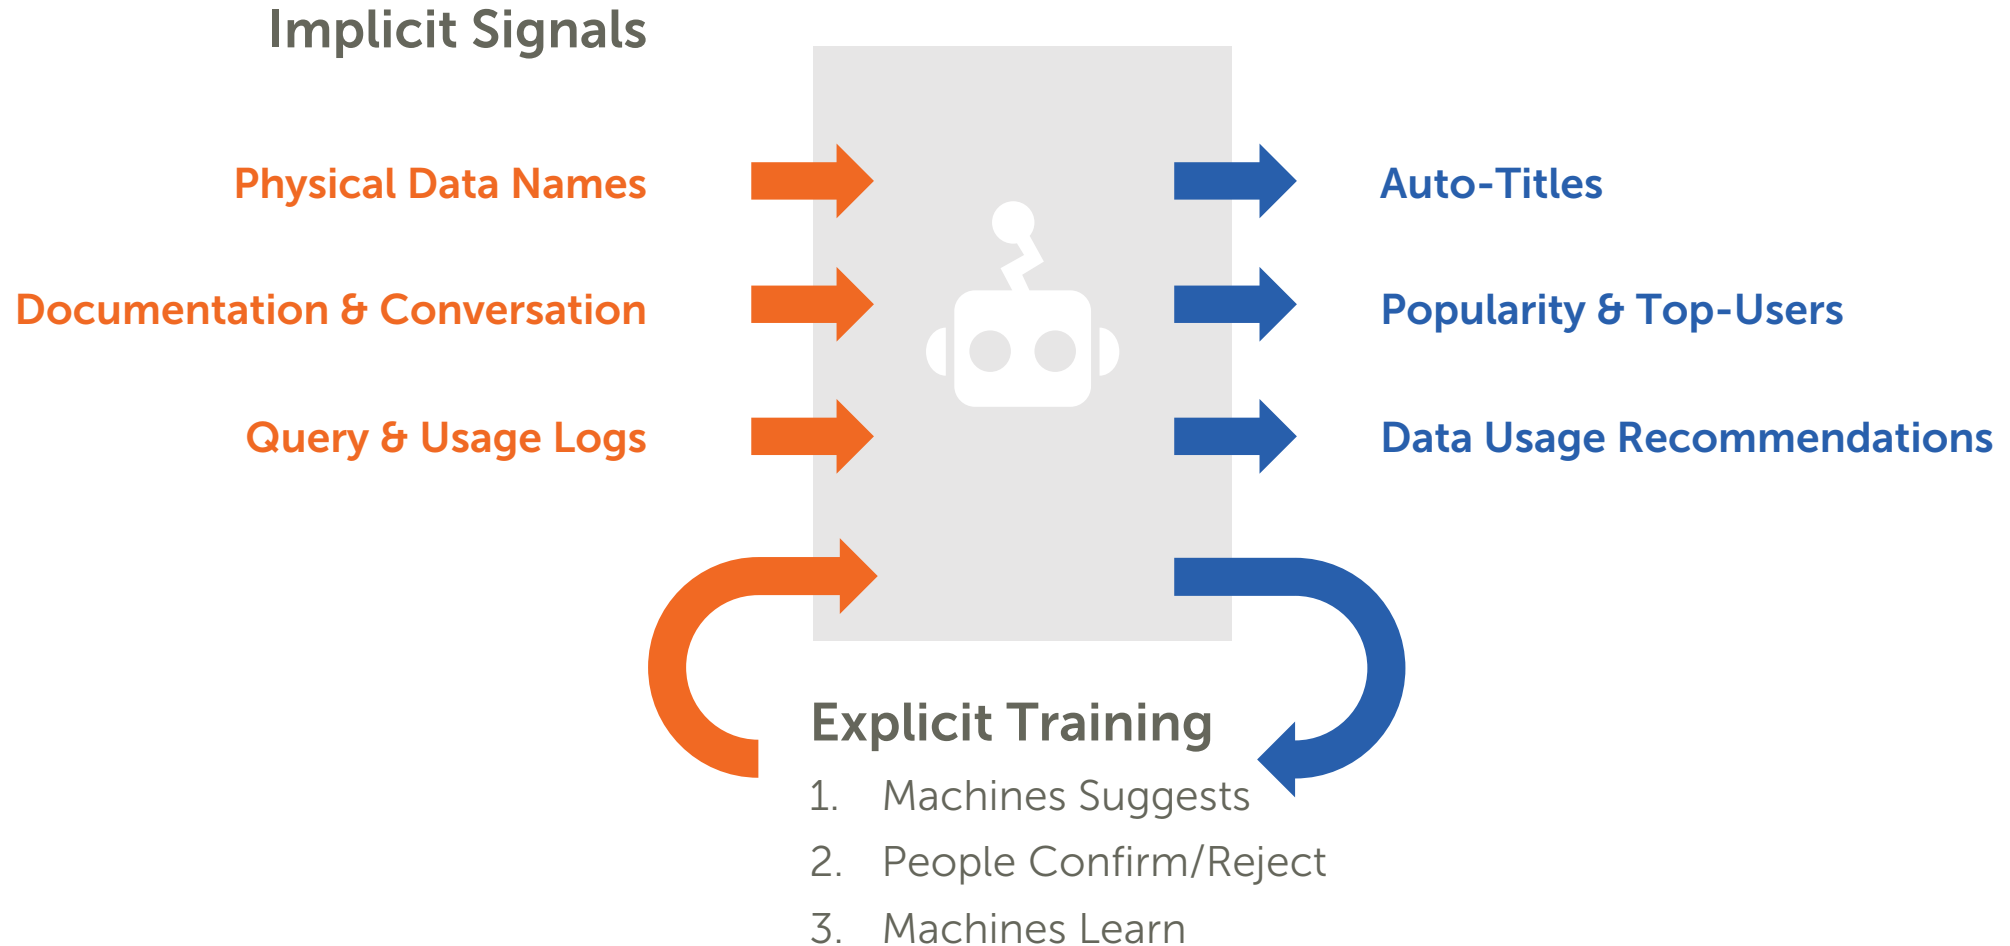 Implicit Signals
Physical Data Names
Documentation & Conversation
Query & Usage Logs
Auto-Titles
Popularity & Top-Users
Data Usage Recommendations
Explicit Training
1. Machines Suggests
2. People Confirm/Reject
3. Machines Learn